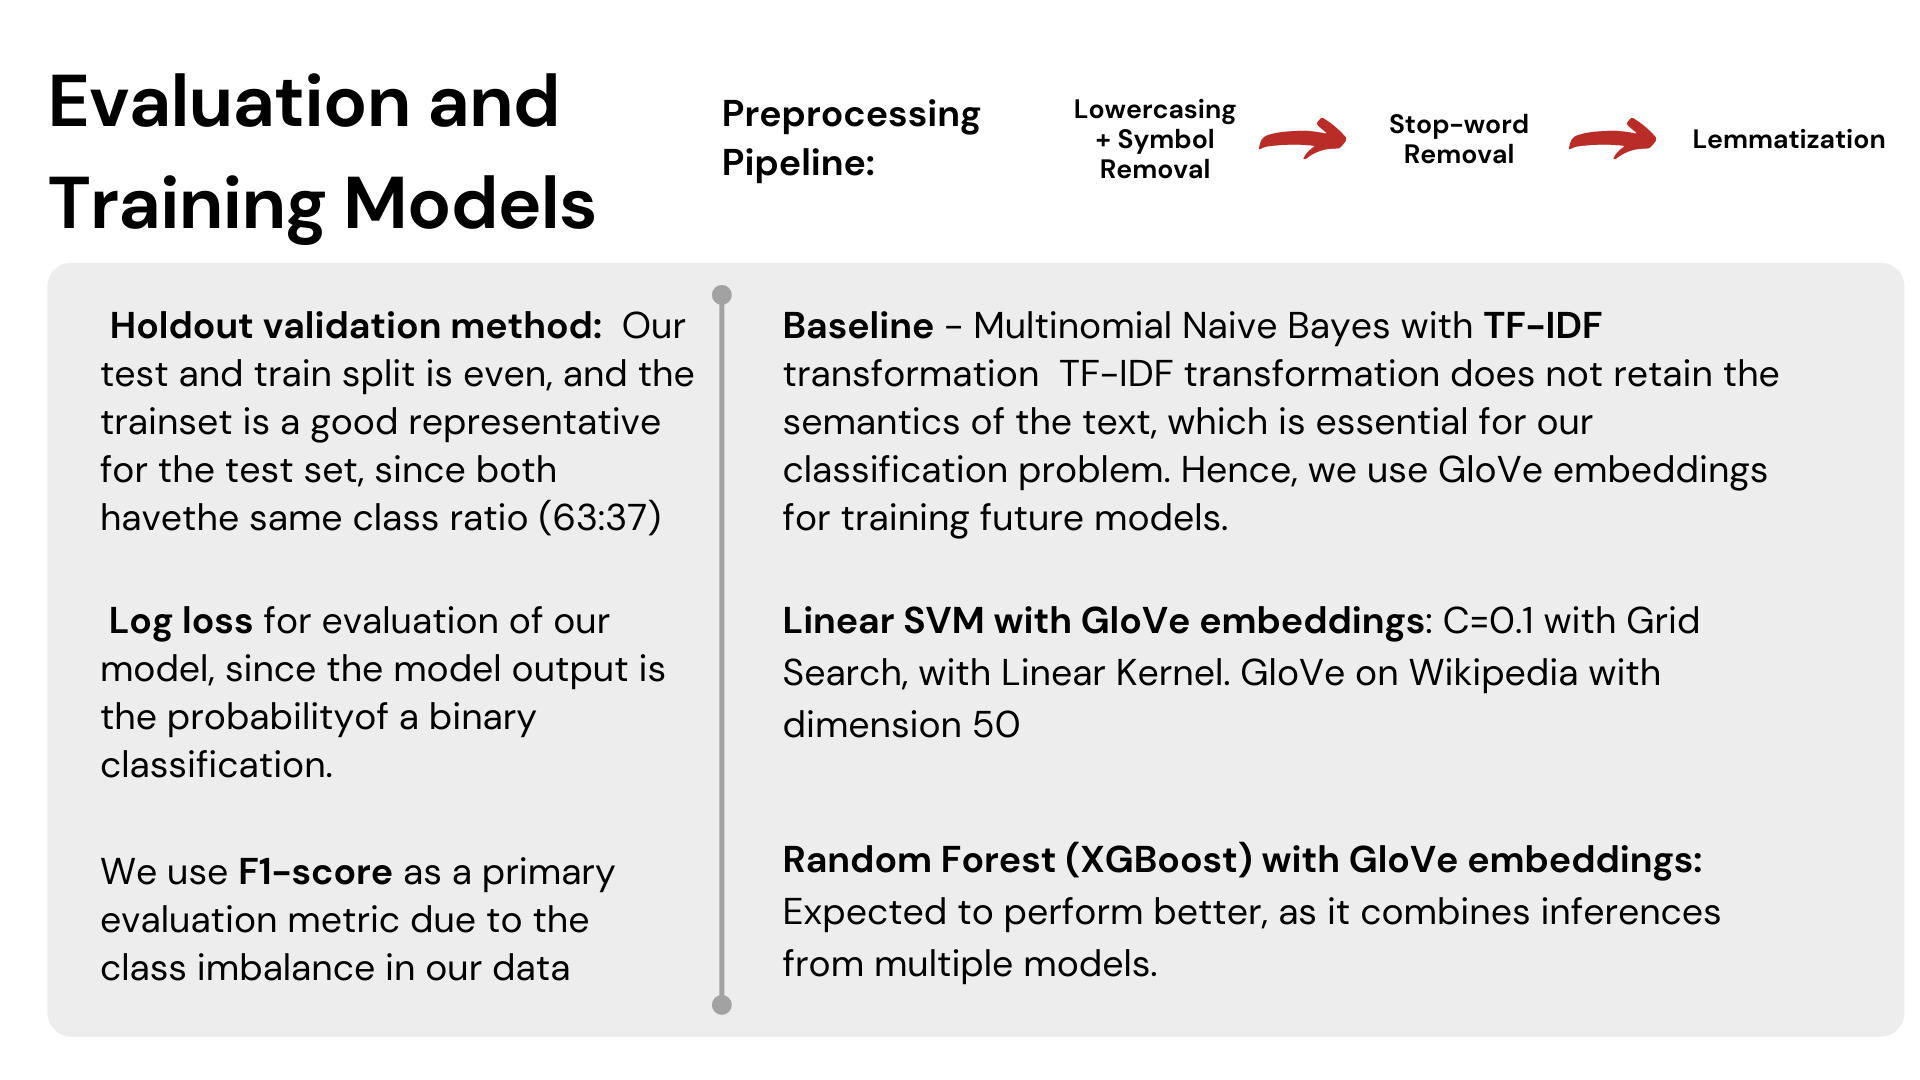 Evaluation and
Training Models
Preprocessing
Pipeline:
Lowercasing
+ Symbol
Removal
Stop-word
Removal
Lemmatization
Holdout validation method:  Our
test and train split is even, and the
trainset is a good representative
for the test set, since both
havethe same class ratio (63:37)
Log loss for evaluation of our
model, since the model output is
the probabilityof a binary
classification.
We use F1-score as a primary
evaluation metric due to the
class imbalance in our data
Baseline - Multinomial Naive Bayes with TF-IDF
transformation  TF-IDF transformation does not retain the
semantics of the text, which is essential for our
classification problem. Hence, we use GloVe embeddings
for training future models.
Linear SVM with GloVe embeddings: C=0.1 with Grid
Search, with Linear Kernel. GloVe on Wikipedia with
dimension 50
Random Forest (XGBoost) with GloVe embeddings:
Expected to perform better, as it combines inferences
from multiple models.